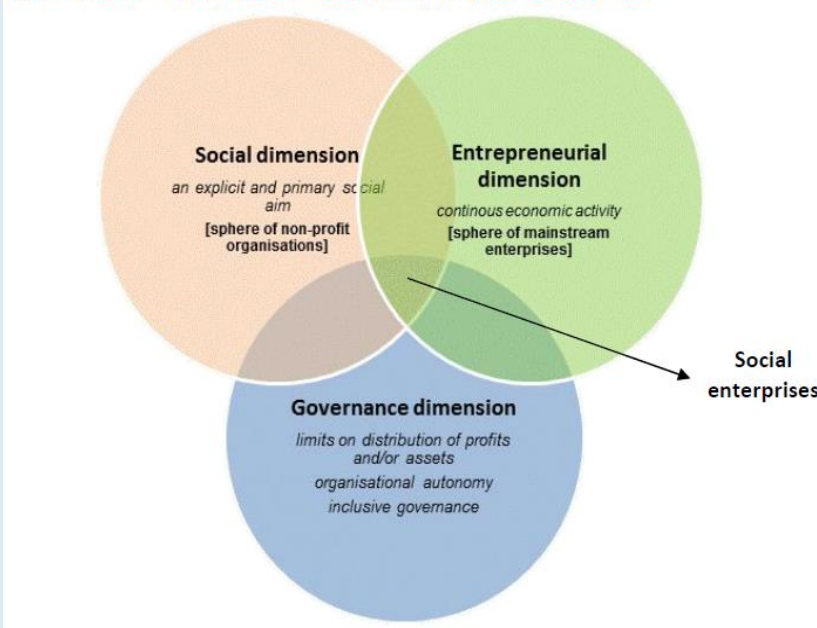 Social dimension
an explicit and primary social
aim
[sphere of non-profit
organisations]
Entrepreneurial
dimension
continous economic activity
[sphere of mainstream
enterprises]
Social
enterprises
Governance dimension
limits on distribution of profits
and/or assets
organisational autonomy
inclusive governance